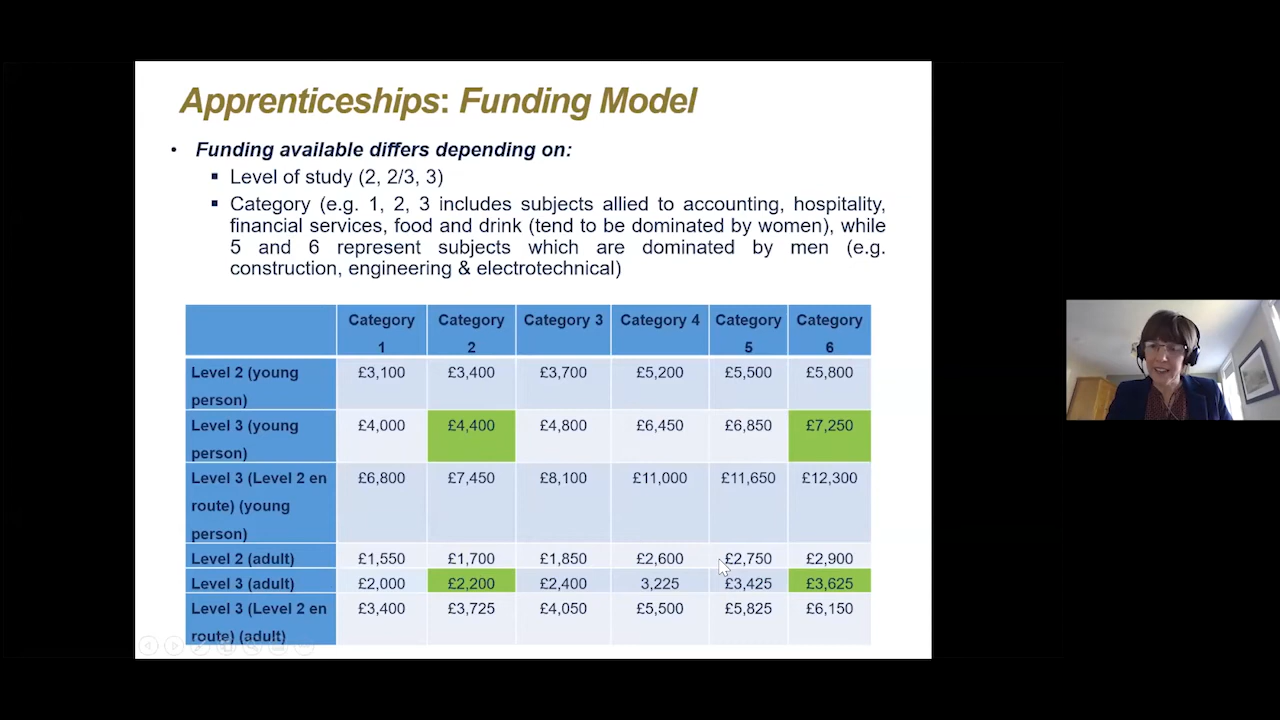 Apprenticeships: Funding Model
• Funding available differs depending on:
▪ Level of study (2, 2/3, 3)
▪ Category (e.g. 1, 2, 3 includes subjects allied to accounting, hospitality,
financial services, food and drink (tend to be dominated by women), while
5 and 6 represent subjects which are dominated by men (e.g.
construction, engineering & electrotechnical)
Category 1 Category 2 Category 3 Category 4 Category 5 Category 6
Level 2 (young person) £3,100 £3,400 £3,700 £5,200 £5,500 £5,800
Level 3 (young person) £4,000 £4,400 £4,800 £6,450 £6,850 £7,250
Level 3 (Level 2 en route) (young person) £6,800 £7,450 £8,100 £11,000 £11,650 £12,300
Level 2 (adult) £1,550 £1,700 £1,850 £2,600 £2,750 £2,900
Level 3 (adult) £2,000 £2,200 £2,400 3,225 £3,425 £3,625
Level 3 (Level 2 en route) (adult) £3,400 £3,725 £4,050 £5,500 £5,825 £6,150